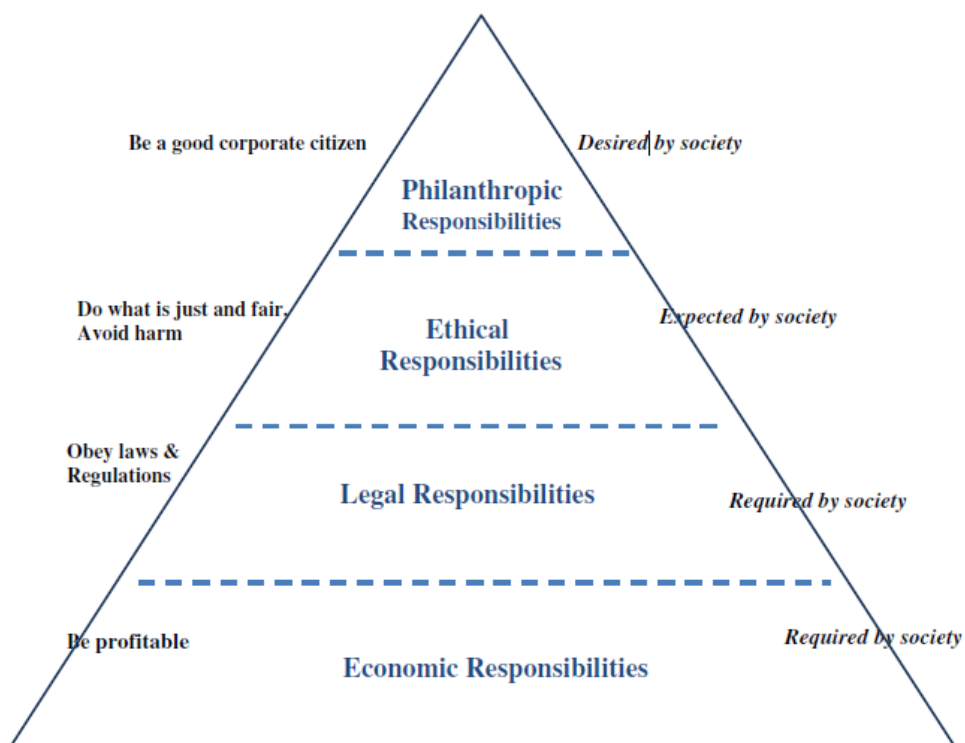 Be a good corporate citizen
Desired by society
Philanthropic
Responsibilities
Do what is just and fair,
Avoid harm
Expected by society
Ethical
Responsibilities
Obey laws &
Regulations
Legal Responsibilities
Required by society
Be profitable
Required by society
Economic Responsibilities